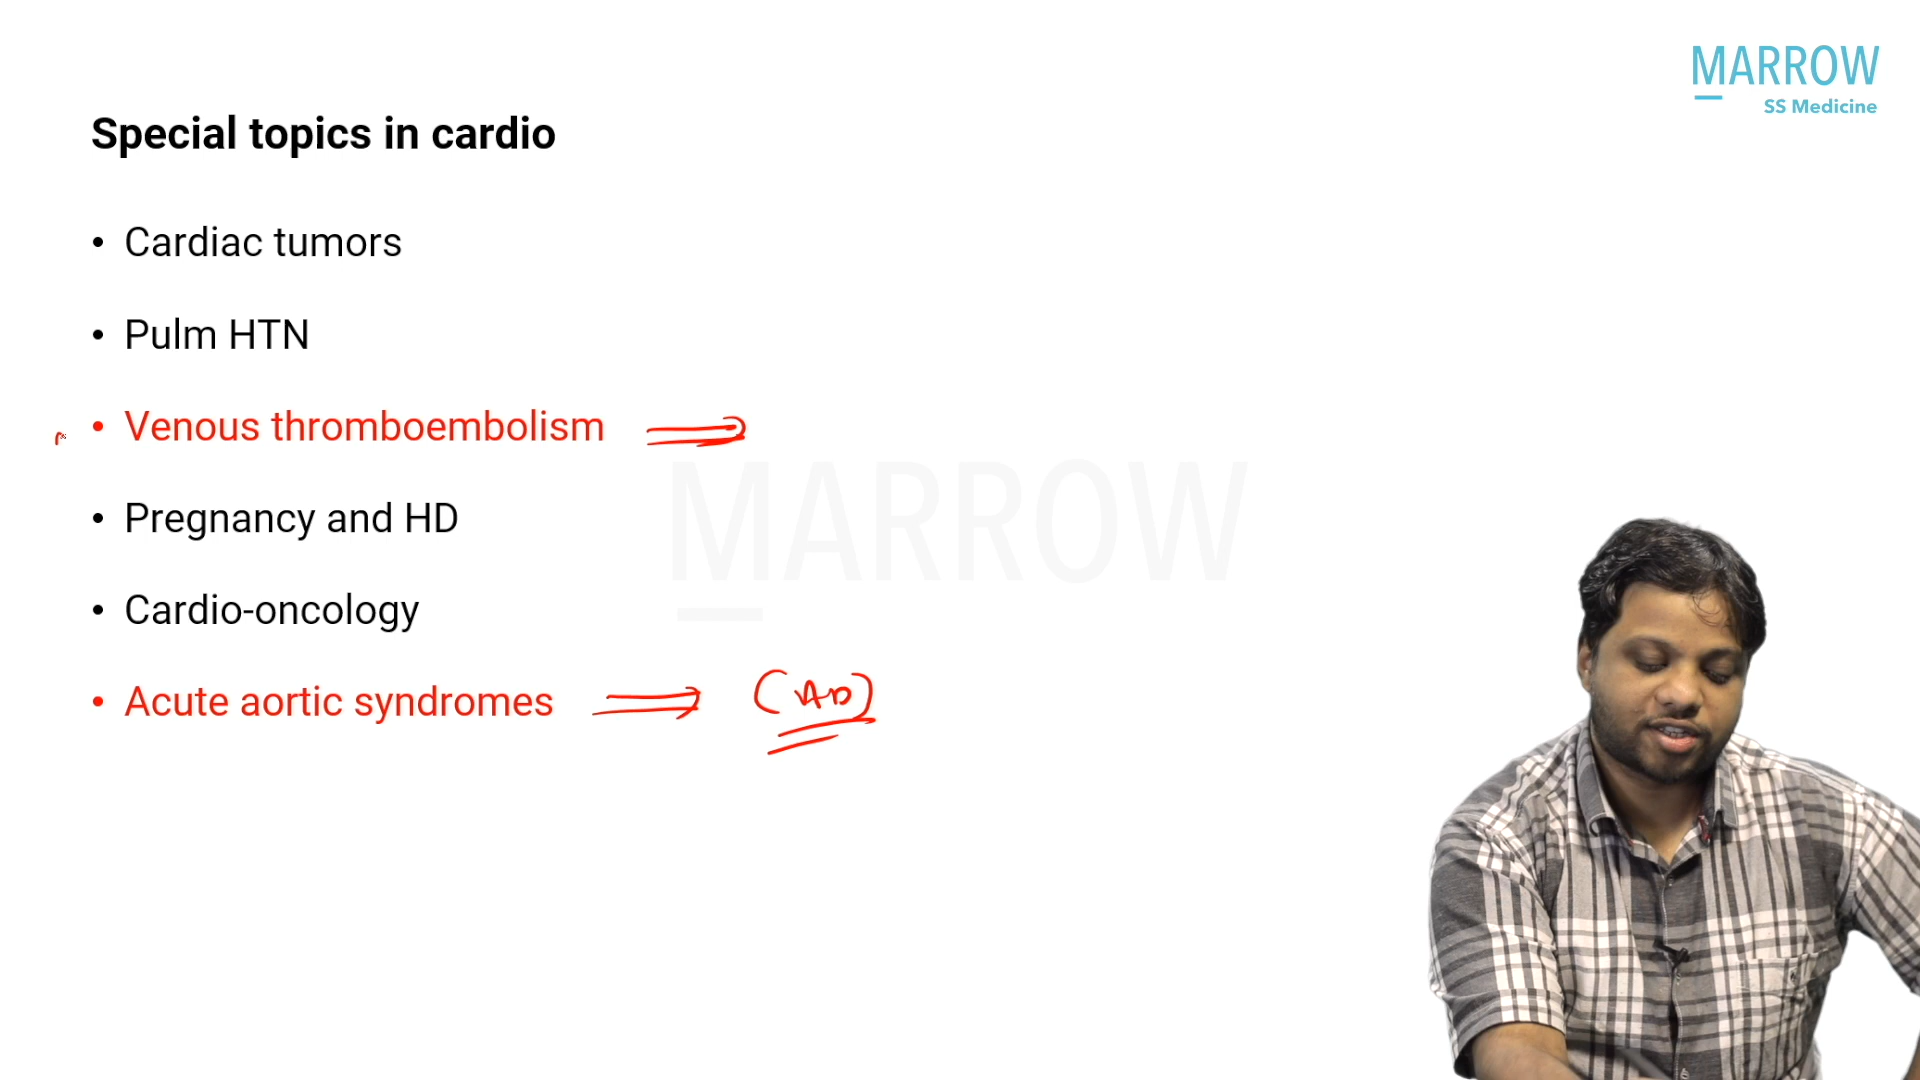 MARROW
SS Medicine
Special topics in cardio
• Cardiac tumors
• Pulm HTN
• Venous thromboembolism
MARROW
• Pregnancy and HD
• Cardio-oncology
• Acute aortic syndromes (AD)